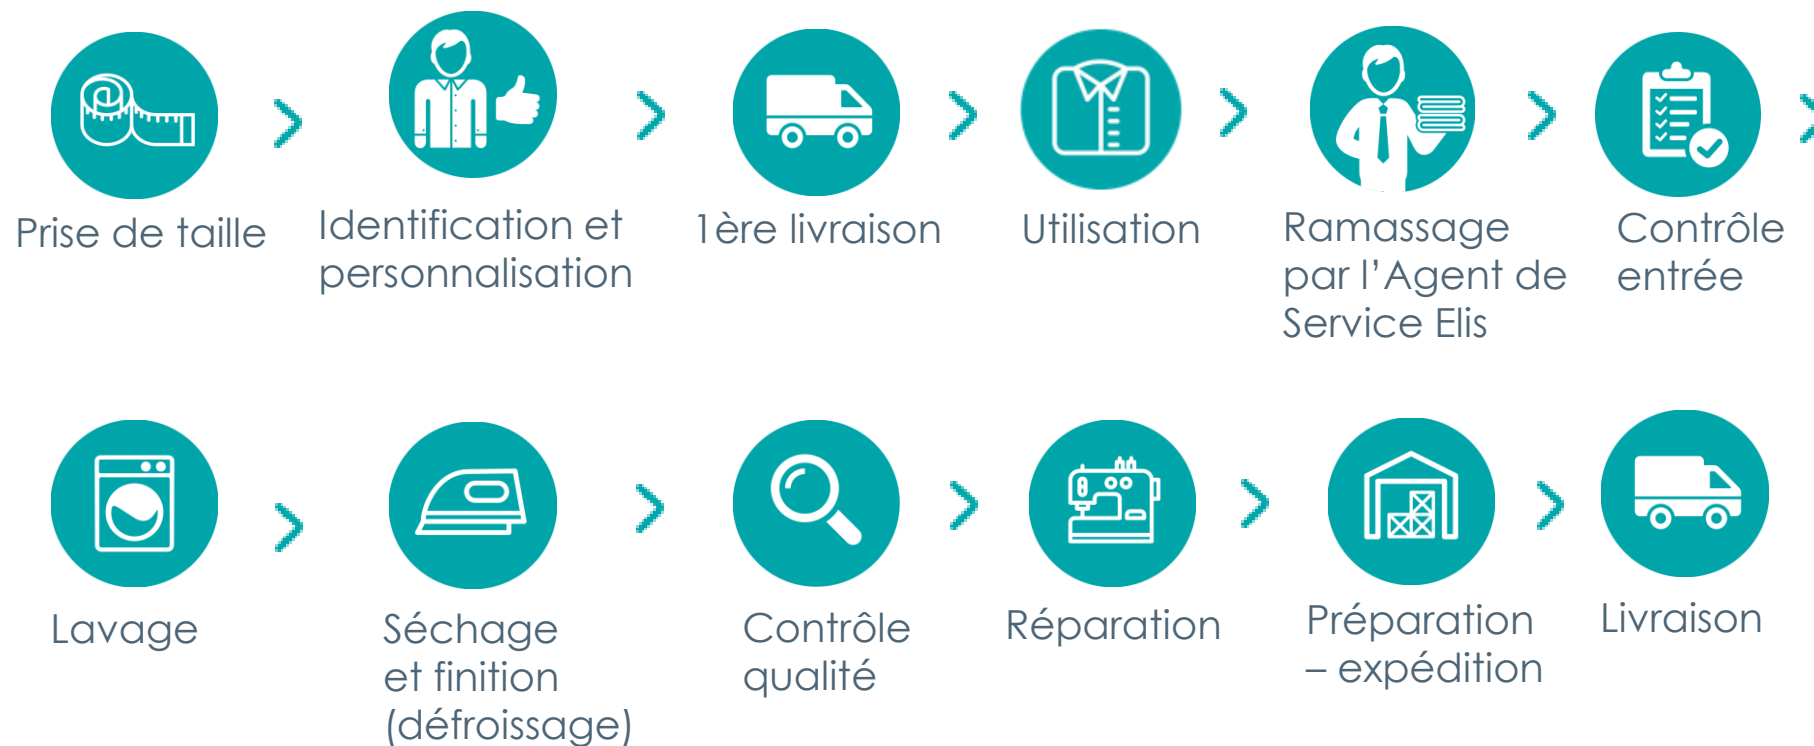 Prise de taille
Identification et
personnalisation
1ère livraison
Utilisation
Ramassage
par l’Agent de
Service Elis
Contrôle
entrée
Lavage
Séchage
et finition
(défroissage)
Contrôle
qualité
Réparation
Préparation
– expédition
Livraison